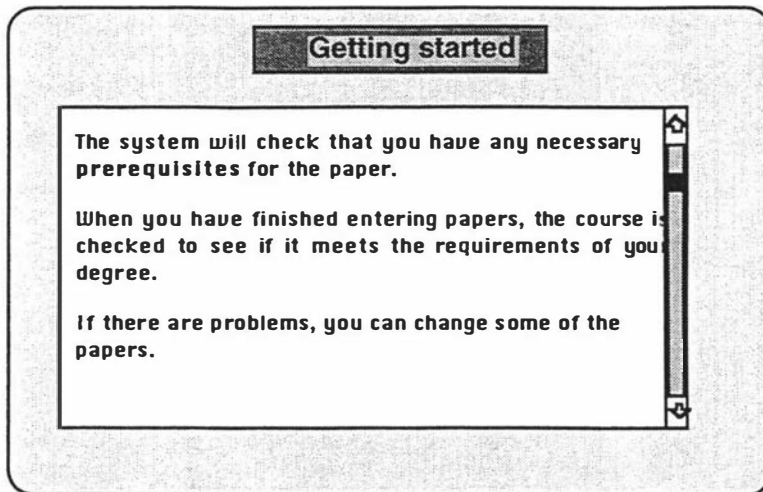 Getting started
The system will check that you have any necessary
prerequisites for the paper.
When you have finished entering papers, the course is
checked to see if it meets the requirements of your
degree.
If there are problems, you can change some of the
papers.